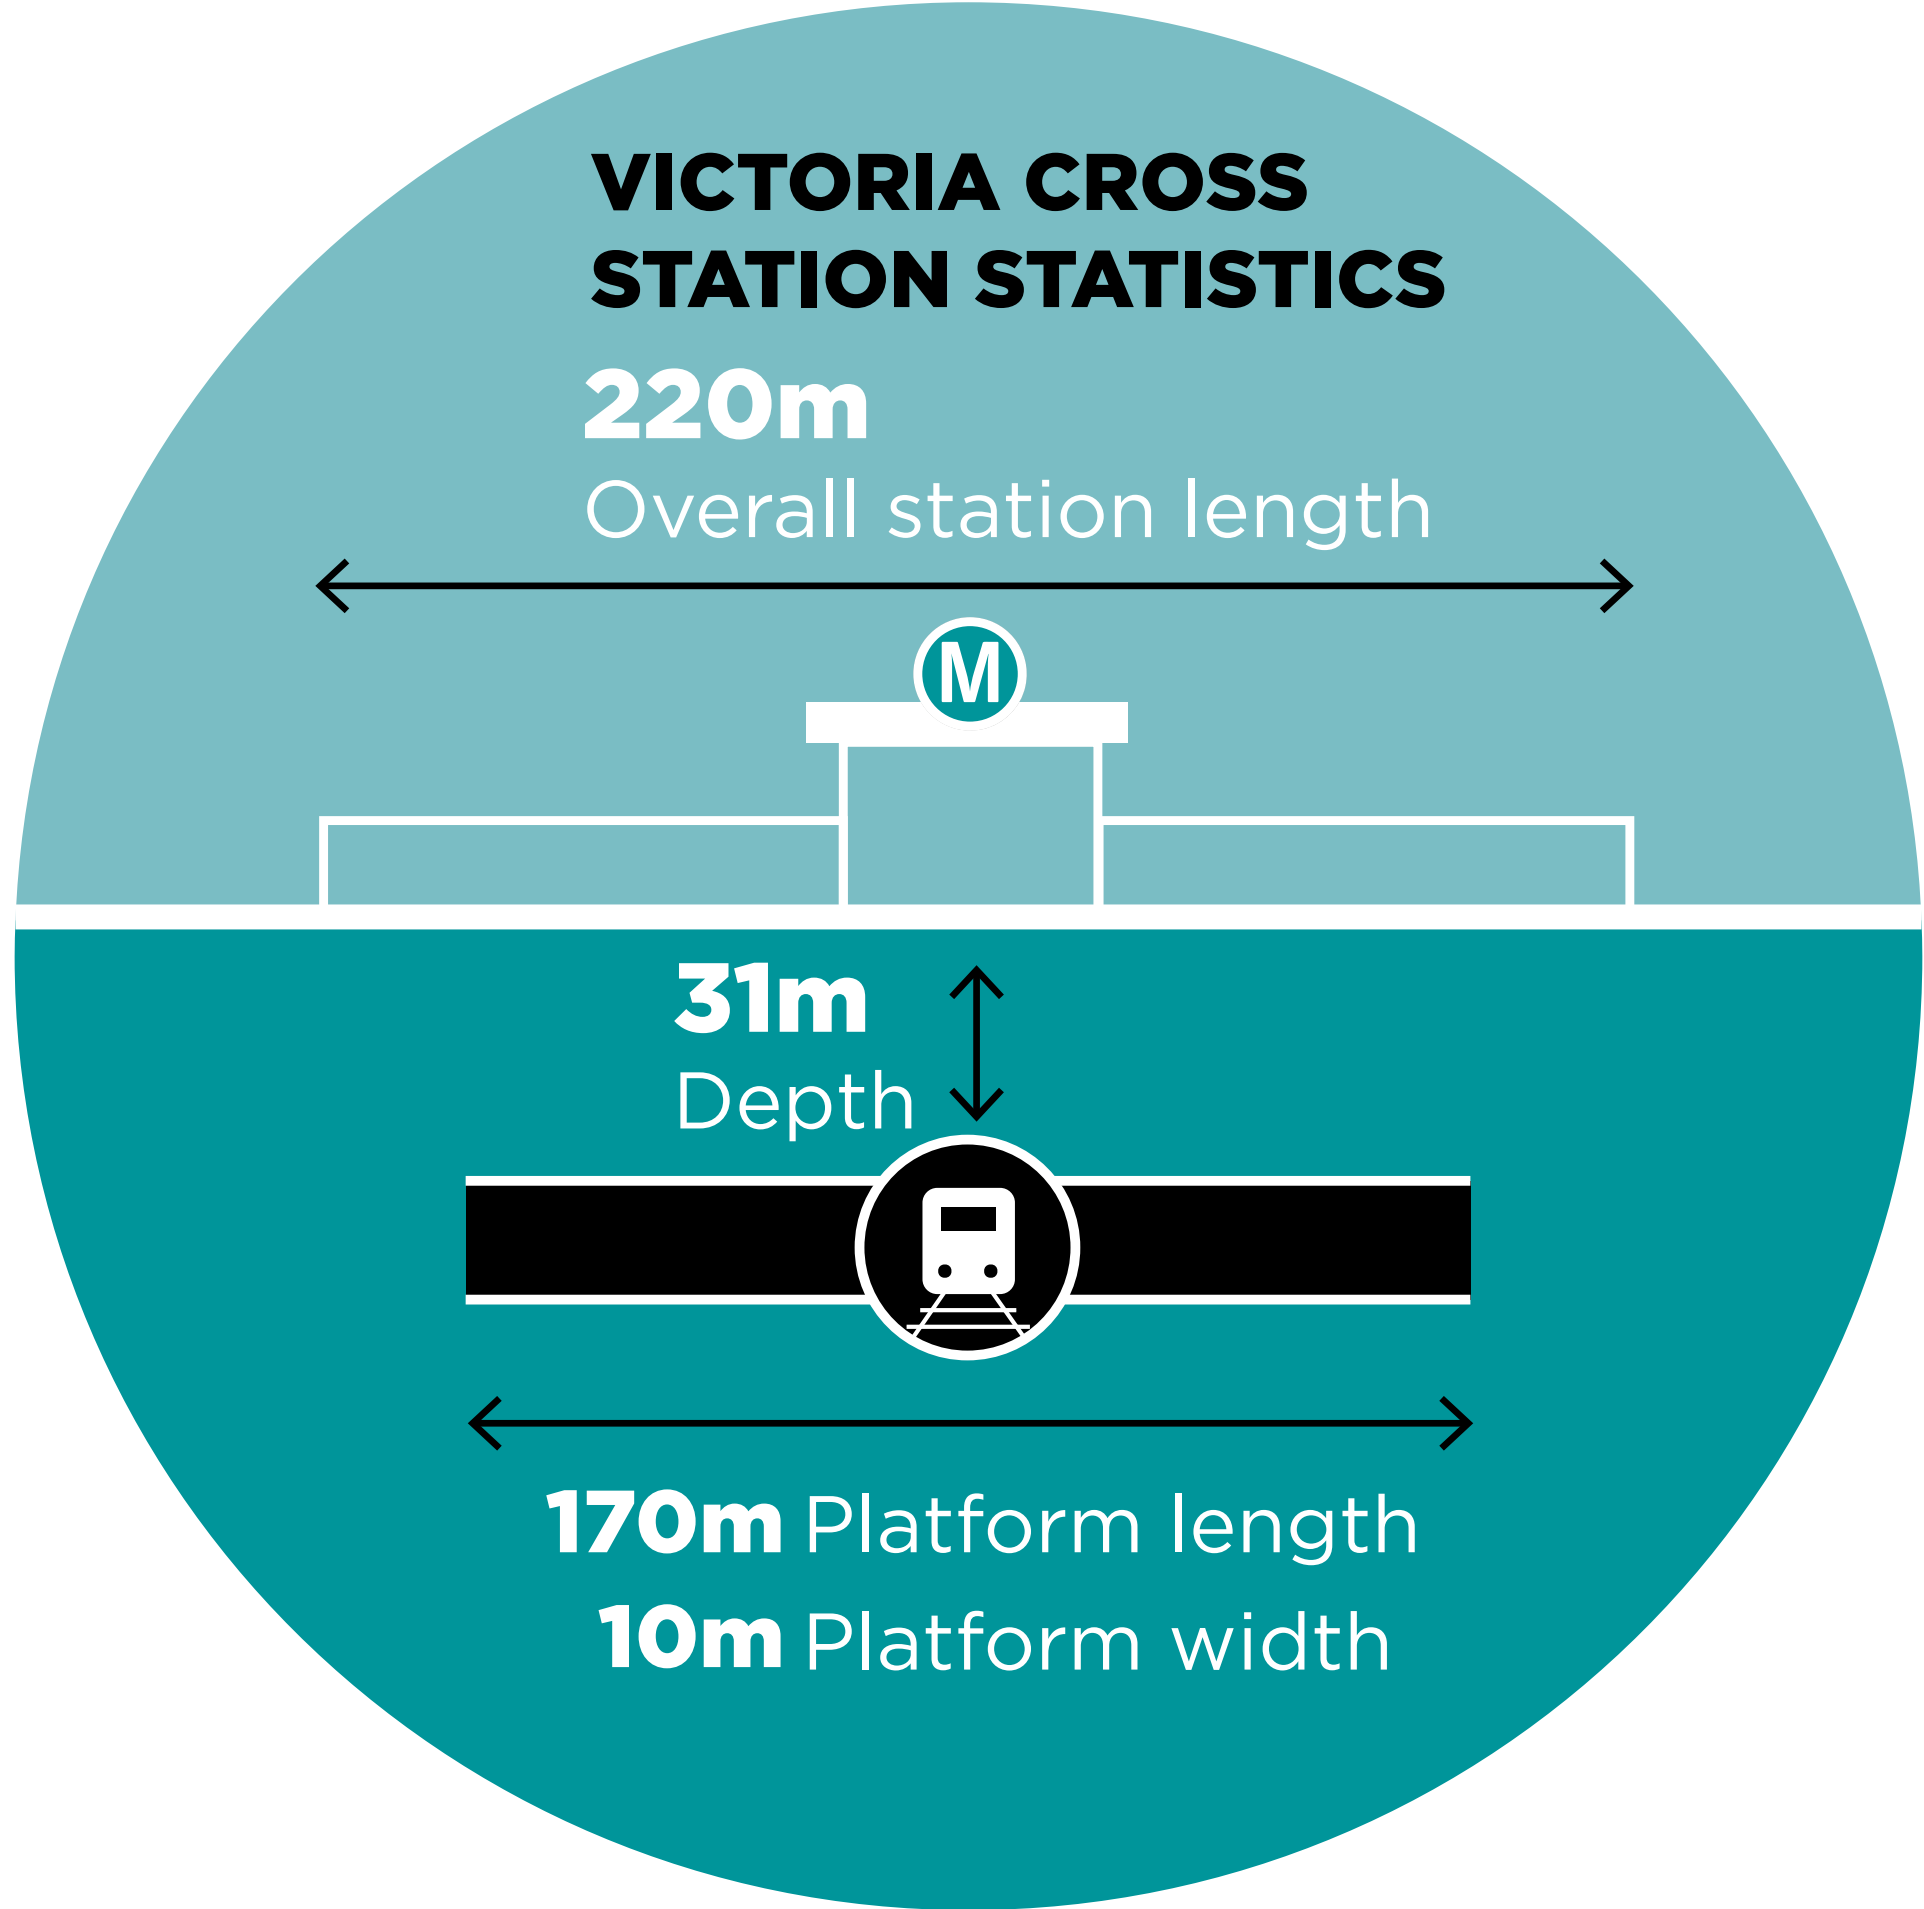 VICTORIA CROSS
STATION STATISTICS
220m
Overall station length
M
31m
Depth
170m Platform length
10m Platform width